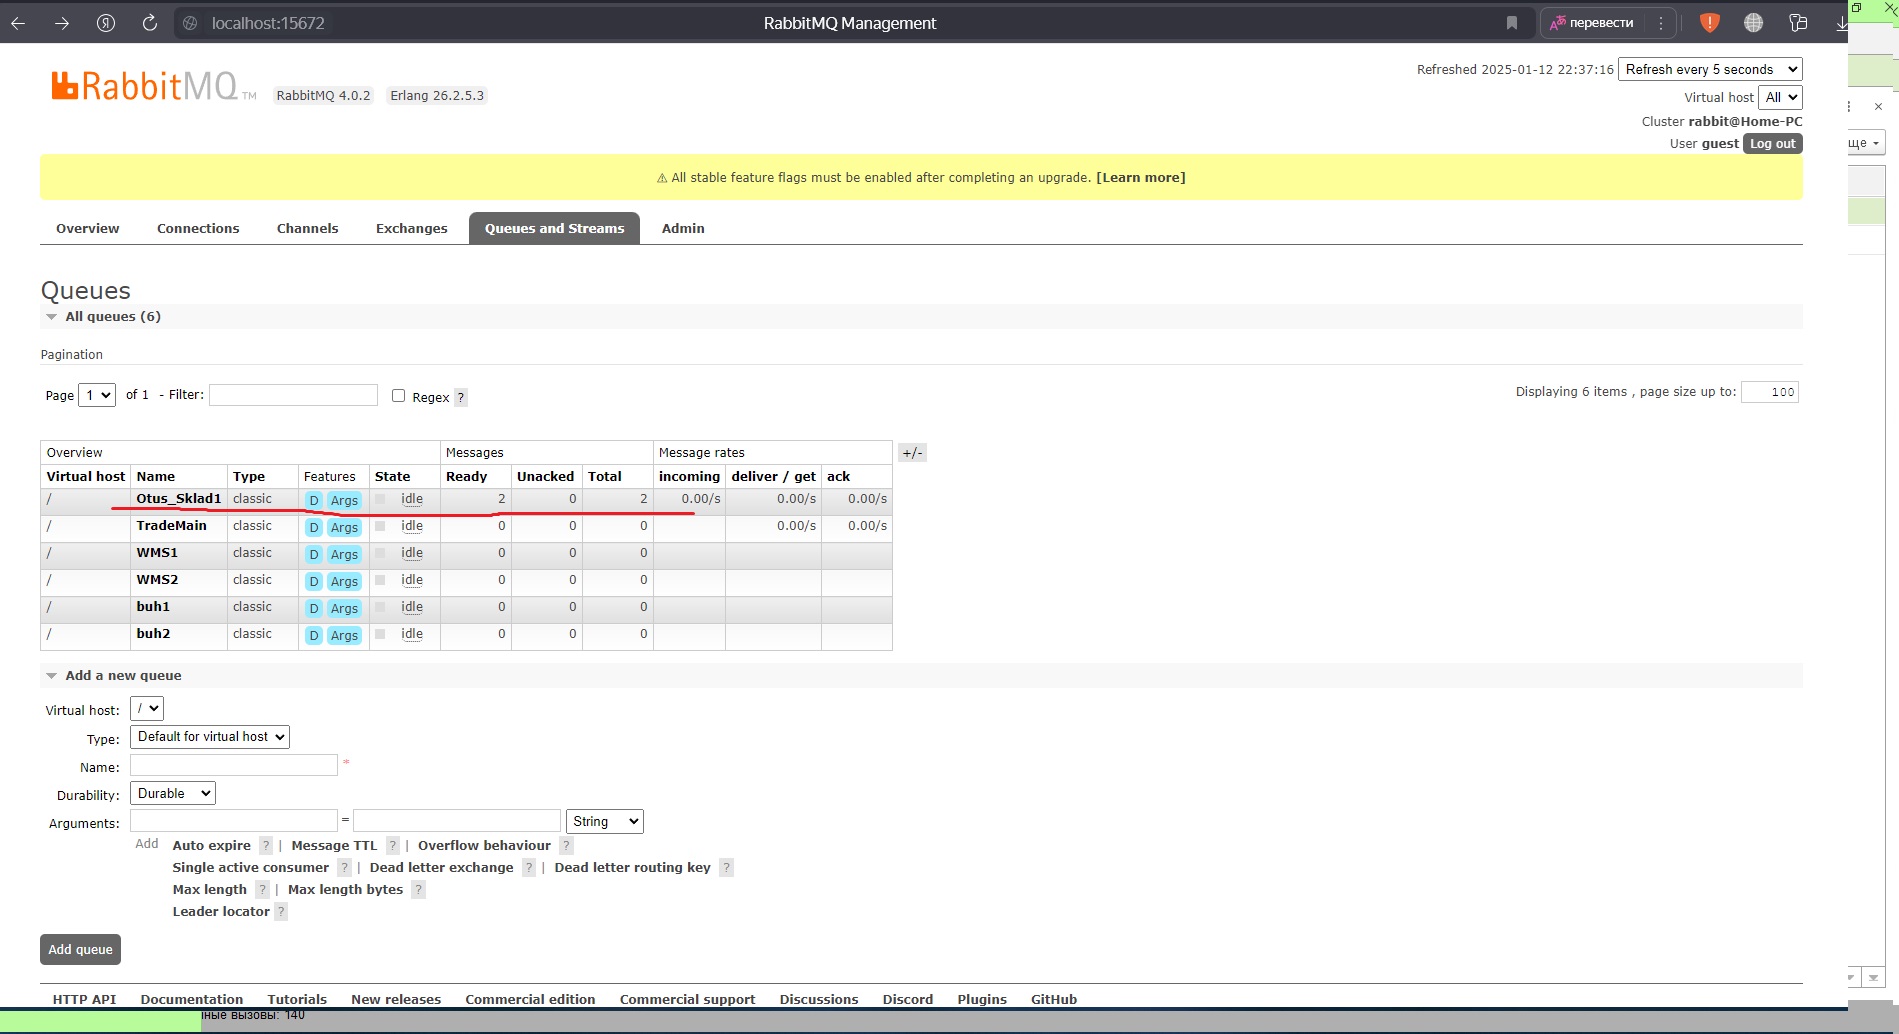 localhost:15672
RabbitMQ Management
перевести
RabbitMQ TM
RabbitMQ 4.0.2
Erlang 26.2.5.3
Refreshed 2025-01-12 22:37:16 Refresh every 5 seconds
Virtual host All
Cluster rabbit@Home-PC
User guest Log out
ще
⚠ All stable feature flags must be enabled after completing an upgrade. [Learn more]
Overview Connections Channels Exchanges Queues and Streams Admin
Queues
All queues (6)
Pagination
Page 1 of 1 - Filter: Regex ?
Displaying 6 items , page size up to: 100
Overview Messages Message rates +/-
Virtual host Name Type Features State Ready Unacked Total incoming deliver / get ack
/ Otus_Sklad1 classic D Args idle 2 0 2 0.00/s 0.00/s 0.00/s
/ TradeMain classic D Args idle 0 0 0 0.00/s 0.00/s
/ WMS1 classic D Args idle 0 0 0
/ WMS2 classic D Args idle 0 0 0
/ buh1 classic D Args idle 0 0 0
/ buh2 classic D Args idle 0 0 0
Add a new queue
Virtual host: /
Type: Default for virtual host
Name: *
Durability: Durable
Arguments: = String
Add Auto expire ? | Message TTL ? | Overflow behaviour ?
Single active consumer ? | Dead letter exchange ? | Dead letter routing key ?
Max length ? | Max length bytes ?
Leader locator ?
Add queue
HTTP API Documentation Tutorials New releases Commercial edition Commercial support Discussions Discord Plugins GitHub
ные вызовы: 140